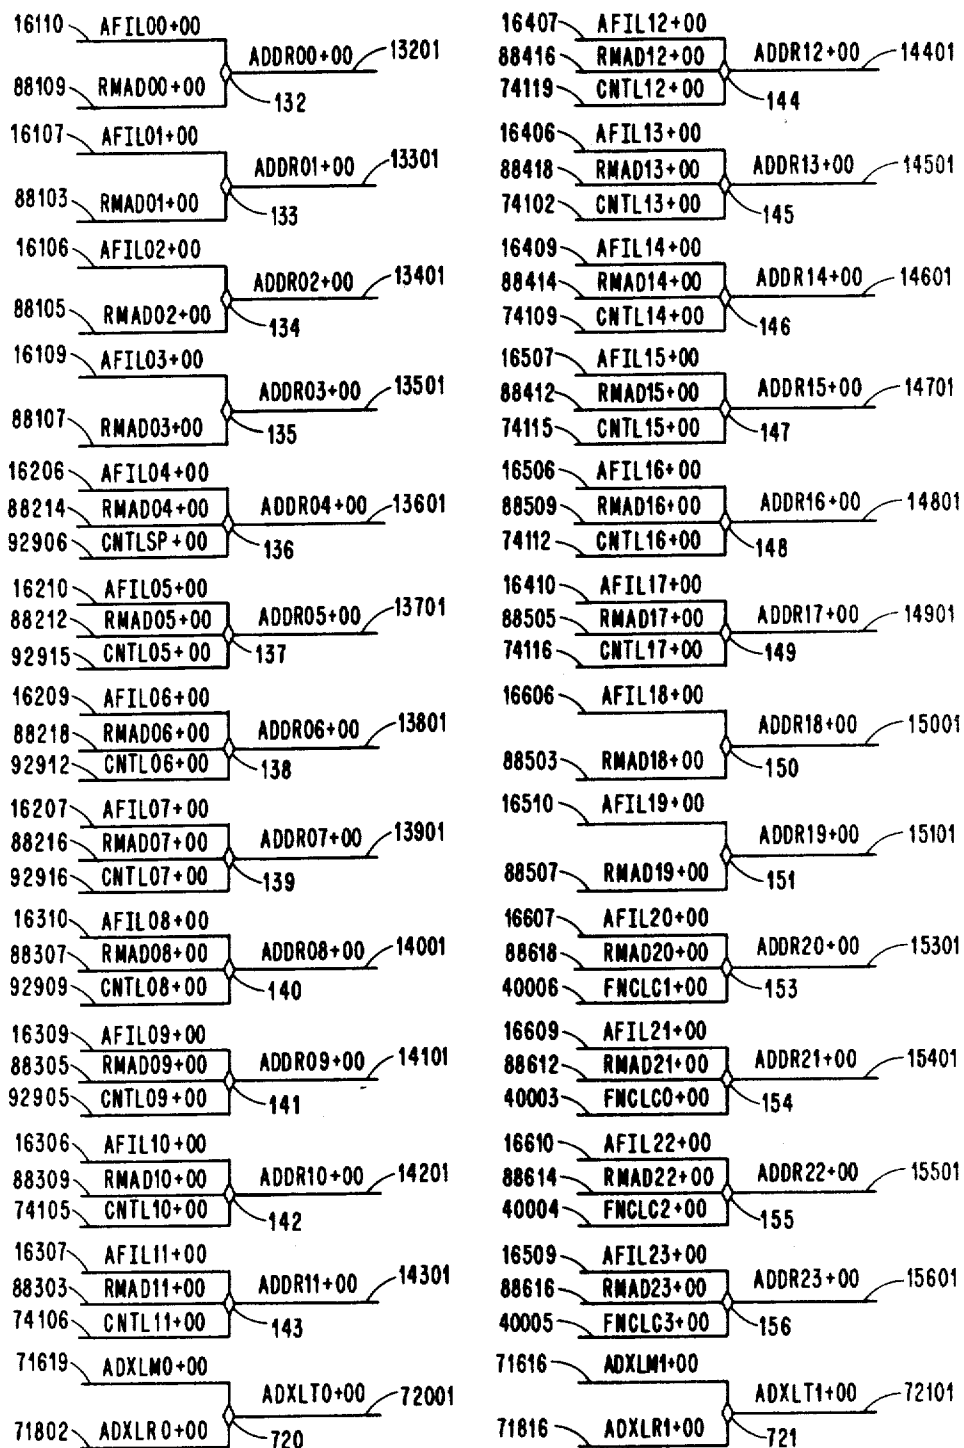 16110 AFIL00+00
ADDR00+00 13201
88109 RMAD00+00 132
16107 AFIL01+00
ADDR01+00 13301
88103 RMAD01+00 133
16106 AFIL02+00
ADDR02+00 13401
88105 RMAD02+00 134
16109 AFIL03+00
ADDR03+00 13501
88107 RMAD03+00 135
16206 AFIL04+00
88214 RMAD04+00 ADDR04+00 13601
92906 CNTLSP+00 136
16210 AFIL05+00
88212 RMAD05+00 ADDR05+00 13701
92915 CNTL05+00 137
16209 AFIL06+00
88218 RMAD06+00 ADDR06+00 13801
92912 CNTL06+00 138
16207 AFIL07+00
88216 RMAD07+00 ADDR07+00 13901
92916 CNTL07+00 139
16310 AFIL08+00
88307 RMAD08+00 ADDR08+00 14001
92909 CNTL08+00 140
16309 AFIL09+00
88305 RMAD09+00 ADDR09+00 14101
92905 CNTL09+00 141
16306 AFIL10+00
88309 RMAD10+00 ADDR10+00 14201
74105 CNTL10+00 142
16307 AFIL11+00
88303 RMAD11+00 ADDR11+00 14301
74106 CNTL11+00 143
71619 ADXLM0+00
ADXLT0+00 72001
71802 ADXLR0+00 720
16407 AFIL12+00
88416 RMAD12+00 ADDR12+00 14401
74119 CNTL12+00 144
16406 AFIL13+00
88418 RMAD13+00 ADDR13+00 14501
74102 CNTL13+00 145
16409 AFIL14+00
88414 RMAD14+00 ADDR14+00 14601
74109 CNTL14+00 146
16507 AFIL15+00
88412 RMAD15+00 ADDR15+00 14701
74115 CNTL15+00 147
16506 AFIL16+00
88509 RMAD16+00 ADDR16+00 14801
74112 CNTL16+00 148
16410 AFIL17+00
88505 RMAD17+00 ADDR17+00 14901
74116 CNTL17+00 149
16606 AFIL18+00
ADDR18+00 15001
88503 RMAD18+00 150
16510 AFIL19+00
ADDR19+00 15101
88507 RMAD19+00 151
16607 AFIL20+00
88618 RMAD20+00 ADDR20+00 15301
40006 FNCLC1+00 153
16609 AFIL21+00
88612 RMAD21+00 ADDR21+00 15401
40003 FNCLC0+00 154
16610 AFIL22+00
88614 RMAD22+00 ADDR22+00 15501
40004 FNCLC2+00 155
16509 AFIL23+00
88616 RMAD23+00 ADDR23+00 15601
40005 FNCLC3+00 156
71616 ADXLM1+00
ADXLT1+00 72101
71816 ADXLR1+00 721